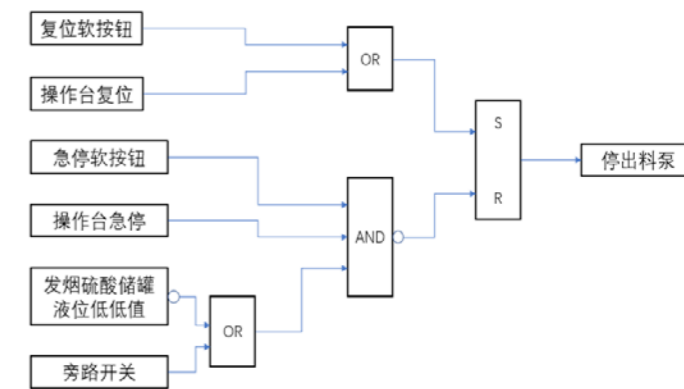 复位软按钮
OR
操作台复位
S
急停软按钮
停出料泵
R
操作台急停
AND
发烟硫酸储罐
液位低低值
OR
旁路开关